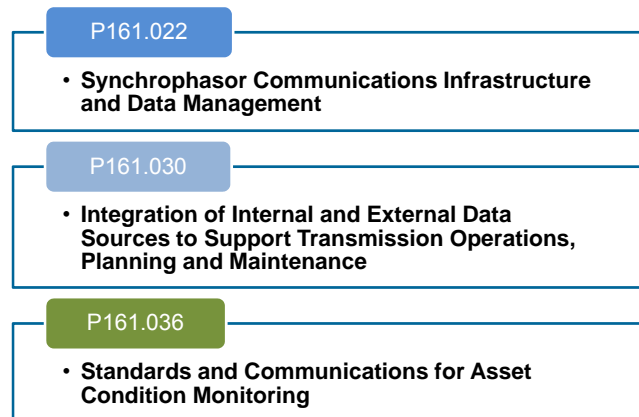 P161.022
• Synchrophasor Communications Infrastructure
and Data Management
P161.030
• Integration of Internal and External Data
Sources to Support Transmission Operations,
Planning and Maintenance
P161.036
• Standards and Communications for Asset
Condition Monitoring